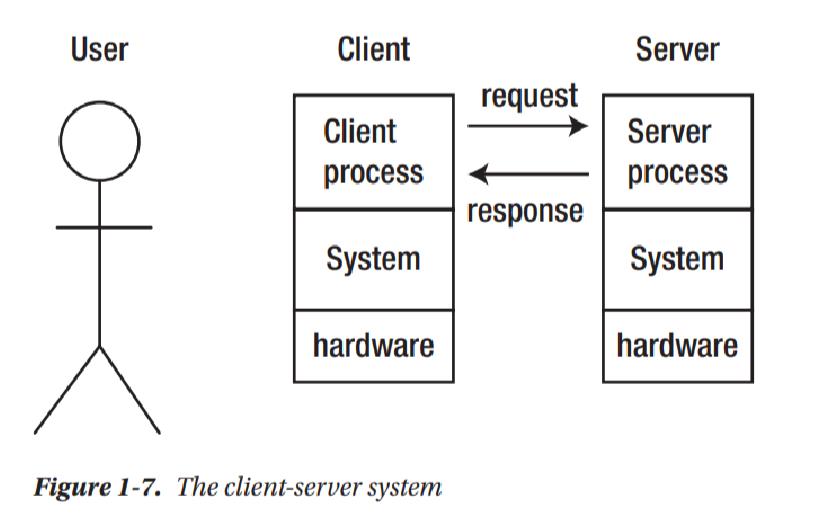 User
Client
Server
request
Client
process
Server
process
response
System
System
hardware
hardware
Figure 1-7. The client-server system